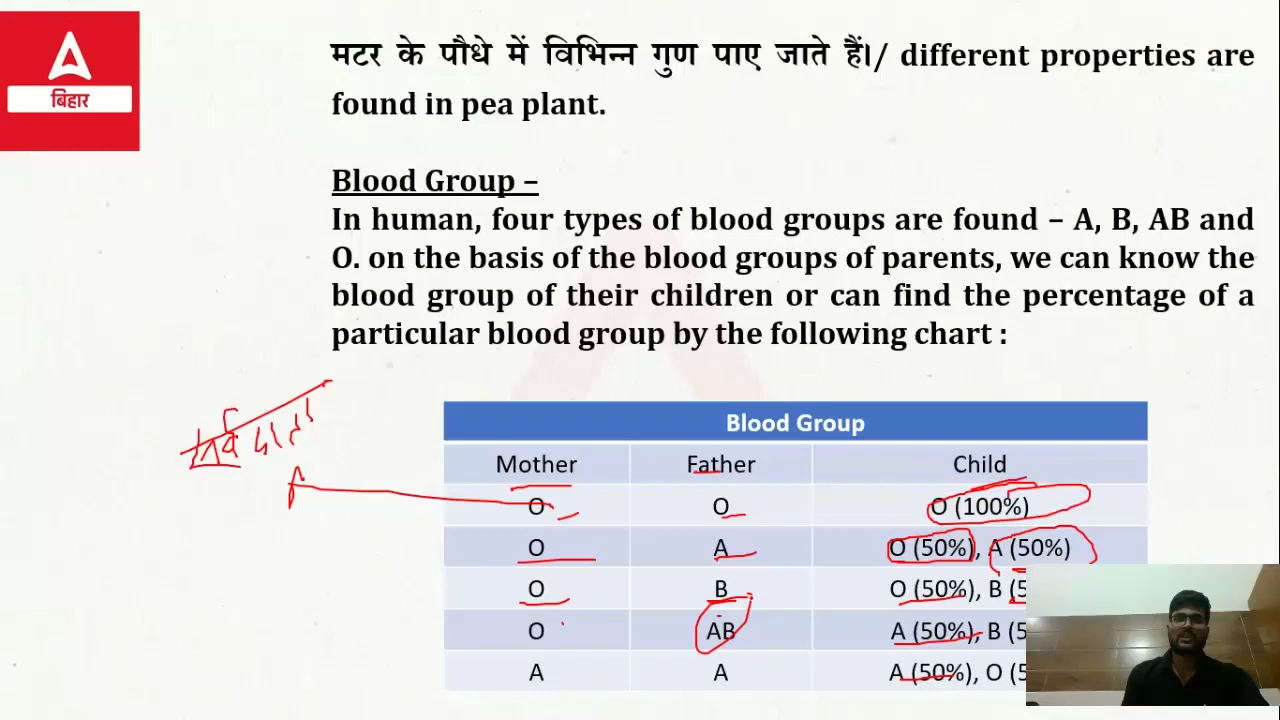 बिहार
मटर के पौधे में विभिन्न गुण पाए जाते हैं।/ different properties are
found in pea plant.
Blood Group –
In human, four types of blood groups are found – A, B, AB and
O. on the basis of the blood groups of parents, we can know the
blood group of their children or can find the percentage of a
particular blood group by the following chart :
Blood Group
Mother Father Child
O O O (100%)
O A O (50%), A (50%)
O B O (50%), B (5
O AB A (50%), B (5
A A A (50%), O (5